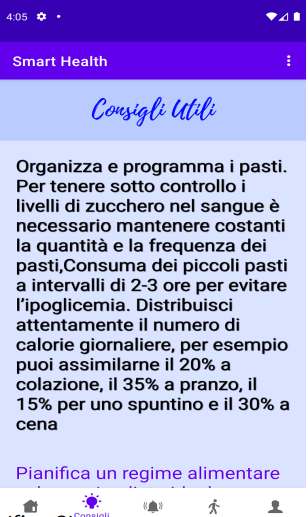 4:05
Smart Health
Consigli Utili
Organizza e programma i pasti.
Per tenere sotto controllo i
livelli di zucchero nel sangue è
necessario mantenere costanti
la quantità e la frequenza dei
pasti,Consuma dei piccoli pasti
a intervalli di 2-3 ore per evitare
l'ipoglicemia. Distribuisci
attentamente il numero di
calorie giornaliere, per esempio
puoi assimilarne il 20% a
colazione, il 35% a pranzo, il
15% per uno spuntino e il 30% a
cena
Pianifica un regime alimentare
Consigli